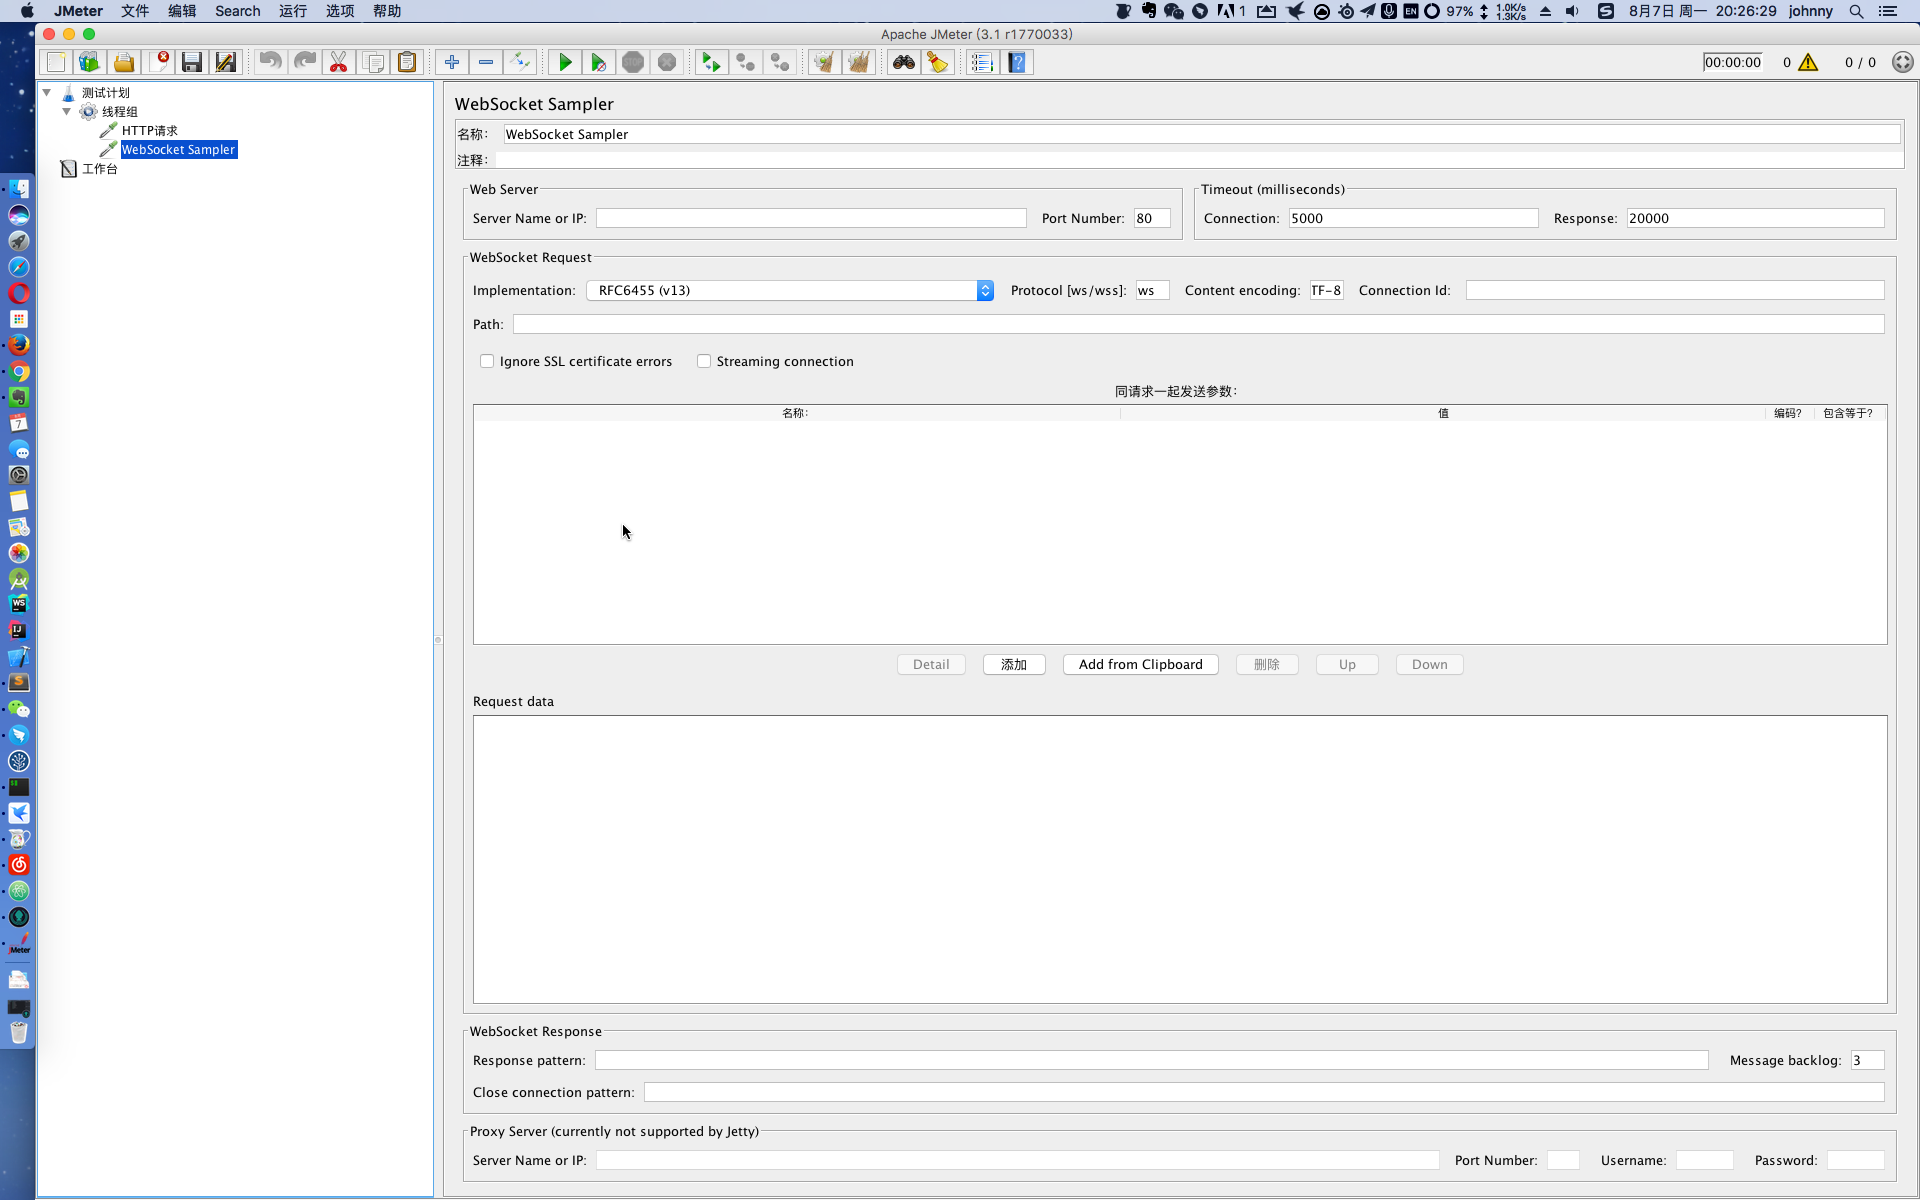 JMeter 文件 编辑 Search 运行 选项 帮助 1 EN 97% 1.0K/s 1.3K/s 8月7日 周一 20:26:29 johnny
Apache JMeter (3.1 r1770033)
STOP 00:00:00 0 0 / 0
测试计划
线程组
HTTP请求
WebSocket Sampler
工作台
WebSocket Sampler
名称: WebSocket Sampler
注释:
Web Server
Server Name or IP: Port Number: 80
Timeout (milliseconds)
Connection: 5000 Response: 20000
WebSocket Request
Implementation: RFC6455 (v13) Protocol [ws/wss]: ws Content encoding: TF-8 Connection Id:
Path:
Ignore SSL certificate errors Streaming connection
同请求一起发送参数:
名称: 值 编码? 包含等于?
Detail 添加 Add from Clipboard 删除 Up Down
Request data
WebSocket Response
Response pattern: Message backlog: 3
Close connection pattern:
Proxy Server (currently not supported by Jetty)
Server Name or IP: Port Number: Username: Password:
7
WS
IJ
S
JMeter